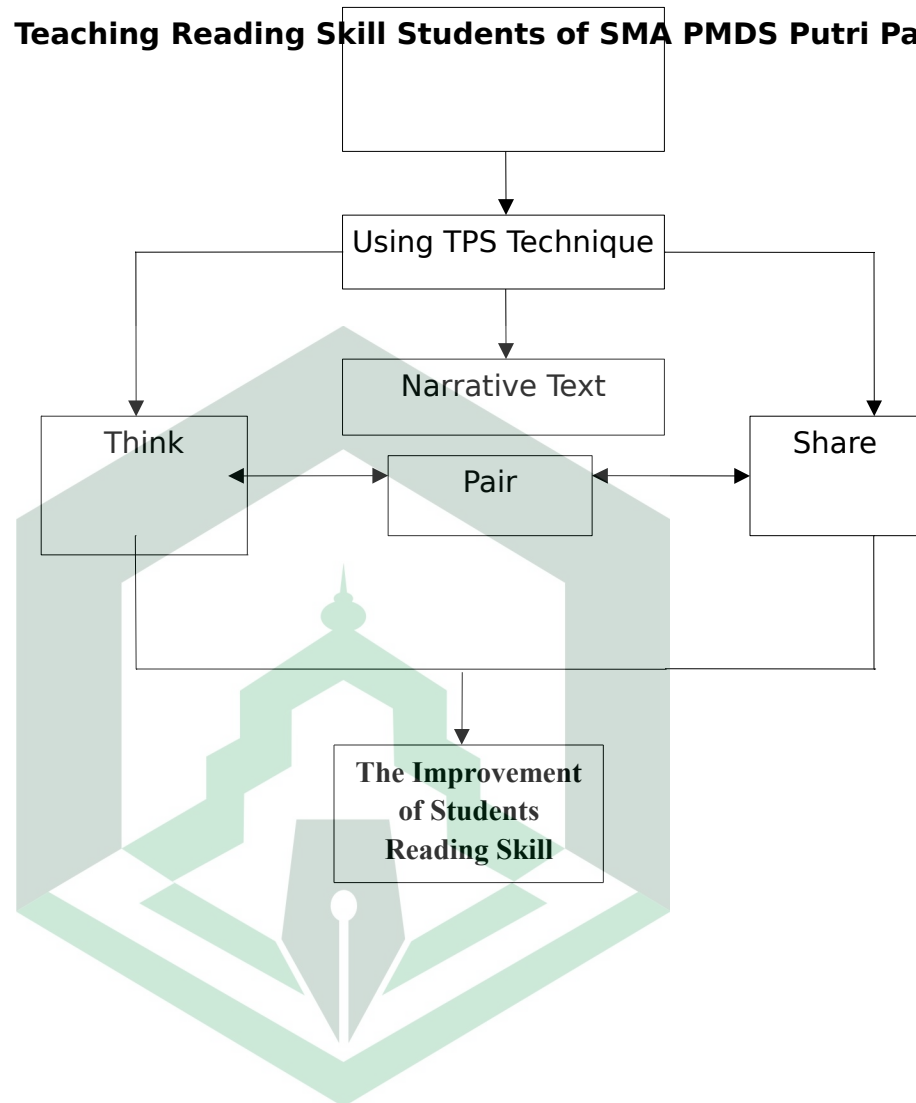 Teaching Reading Skill Students of SMA PMDS Putri
Using TPS Technique
Narrative Text
Think
Pair
Share
The Improvement
of Students
Reading Skill